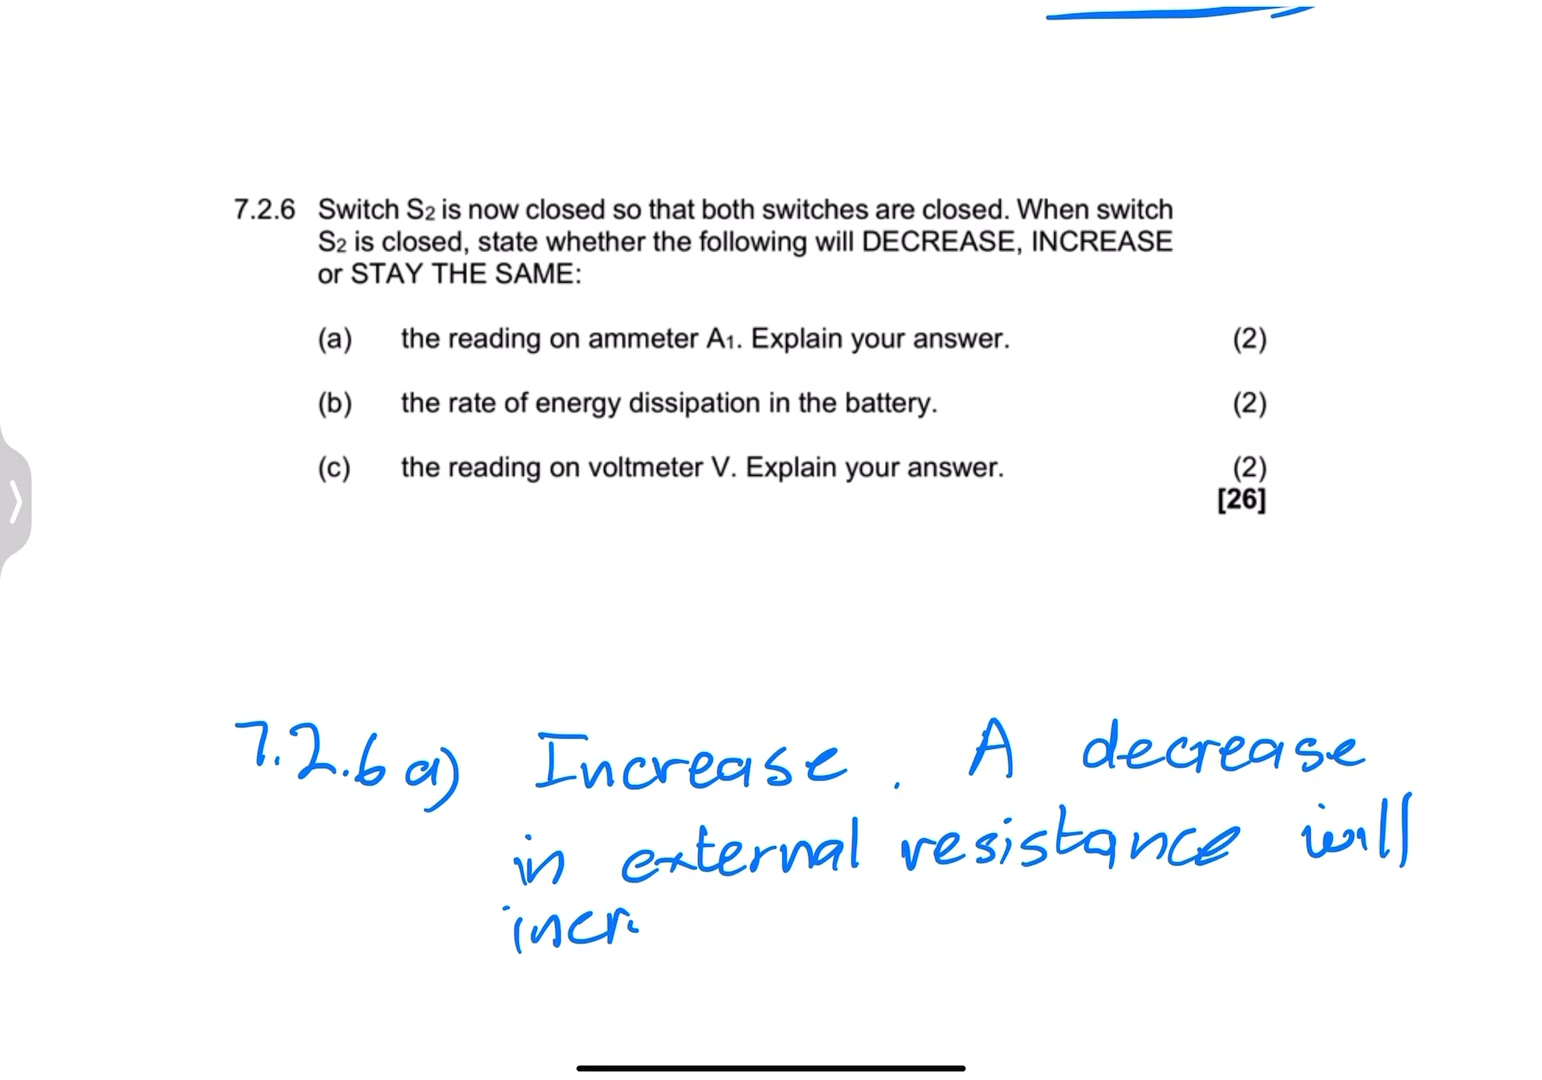 7.2.6 Switch S2 is now closed so that both switches are closed. When switch
S2 is closed, state whether the following will DECREASE, INCREASE
or STAY THE SAME:
(a) the reading on ammeter A1. Explain your answer. (2)
(b) the rate of energy dissipation in the battery. (2)
(c) the reading on voltmeter V. Explain your answer. (2)
[26]
7.2.6 a) Increase. A decrease
in external resistance will
incr